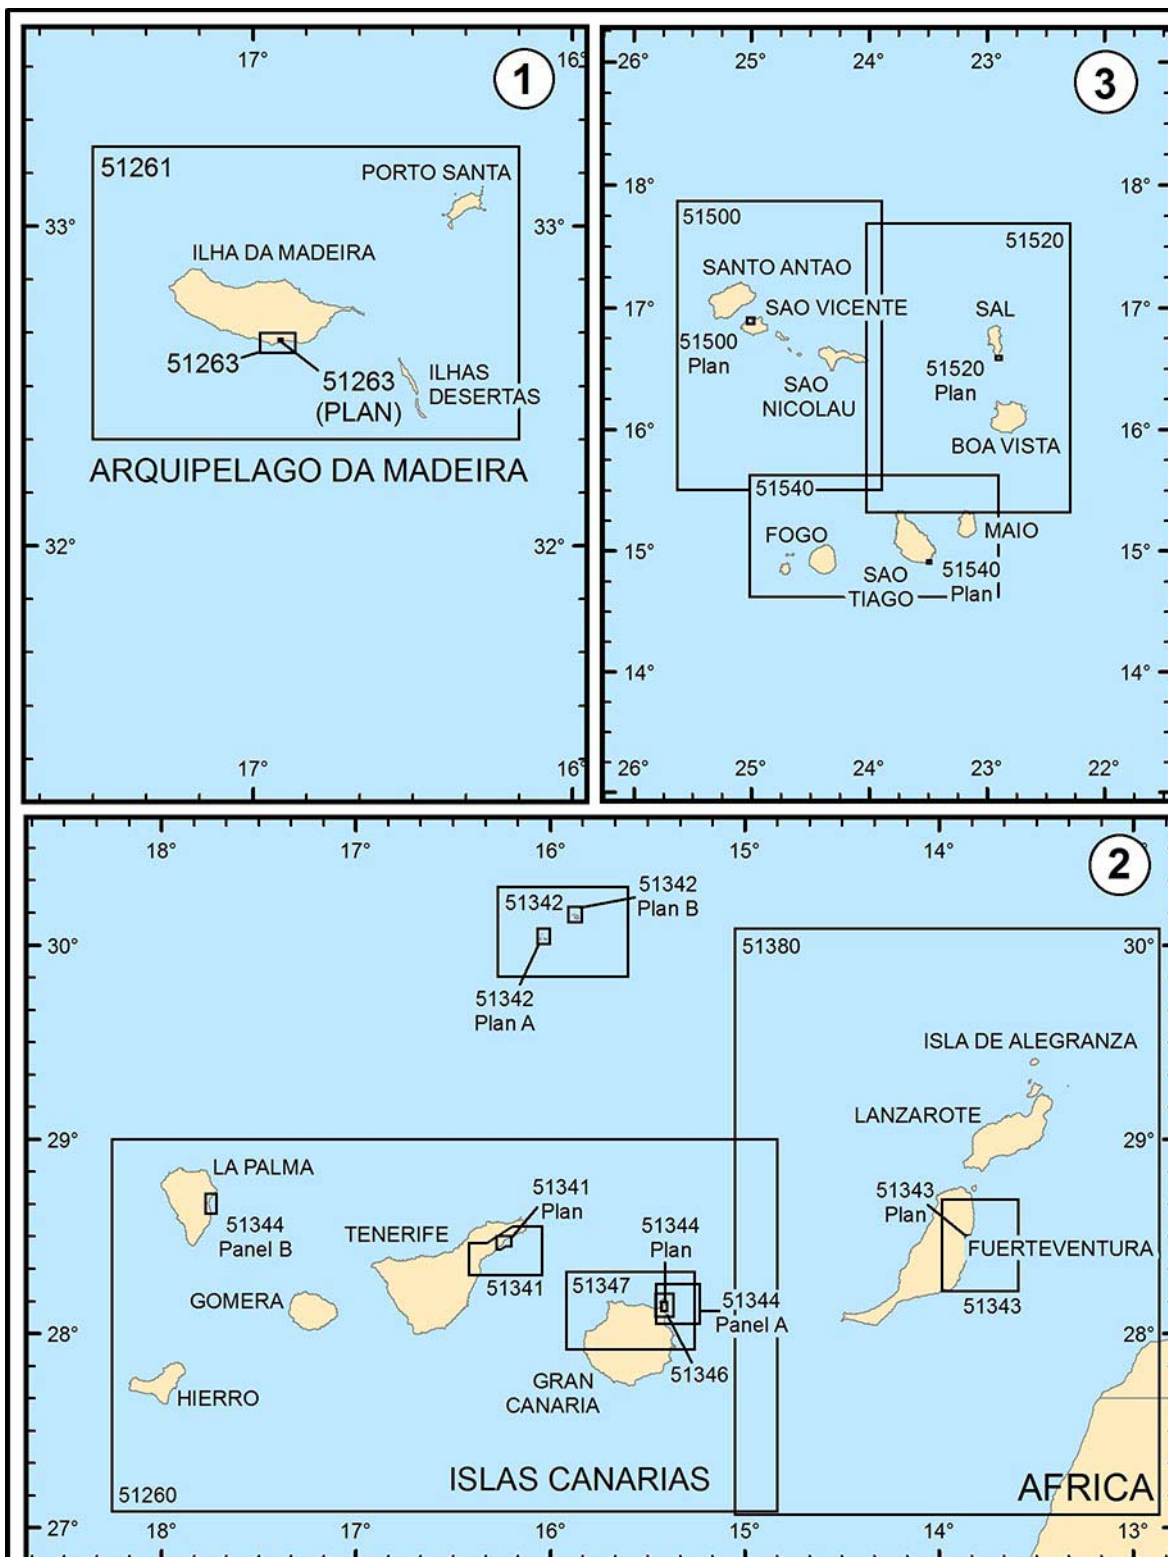 17°
16°
1
51261
PORTO SANTA
33°
33°
ILHA DA MADEIRA
51263
51263
(PLAN)
ILHAS
DESERTAS
ARQUIPELAGO DA MADEIRA
32°
32°
17°
16°
26°
25°
24°
23°
3
18°
18°
51500
51520
SANTO ANTAO
17°
17°
SAO VICENTE
SAL
51500
Plan
51520
Plan
SAO
NICOLAU
16°
16°
BOA VISTA
51540
FOGO
MAIO
15°
15°
SAO
TIAGO
51540
Plan
14°
14°
26°
25°
24°
23°
22°
18°
17°
16°
15°
14°
13°
2
51342
51342
Plan B
30°
30°
51380
51342
Plan A
ISLA DE ALEGRANZA
LANZAROTE
29°
29°
LA PALMA
51344
Panel B
TENERIFE
51341
Plan
51341
51344
Plan
51343
Plan
FUERTEVENTURA
51343
GOMERA
51347
51344
Panel A
28°
28°
51346
HIERRO
GRAN
CANARIA
ISLAS CANARIAS
AFRICA
51260
27°
27°
18°
17°
16°
15°
14°
13°